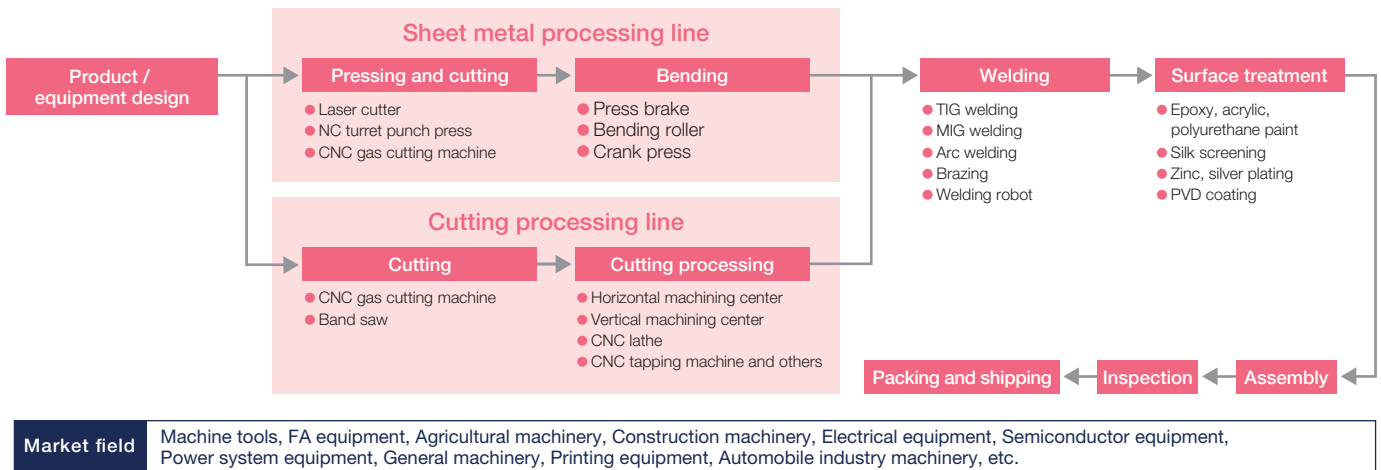 Product /
equipment design
Sheet metal processing line
Pressing and cutting
● Laser cutter
● NC turret punch press
● CNC gas cutting machine
Bending
● Press brake
● Bending roller
● Crank press
Cutting processing line
Cutting
● CNC gas cutting machine
● Band saw
Cutting processing
● Horizontal machining center
● Vertical machining center
● CNC lathe
● CNC tapping machine and others
Welding
● TIG welding
● MIG welding
● Arc welding
● Brazing
● Welding robot
Surface treatment
● Epoxy, acrylic,
polyurethane paint
● Silk screening
● Zinc, silver plating
● PVD coating
Assembly
Inspection
Packing and shipping
Market field
Machine tools, FA equipment, Agricultural machinery, Construction machinery, Electrical equipment, Semiconductor equipment,
Power system equipment, General machinery, Printing equipment, Automobile industry machinery, etc.